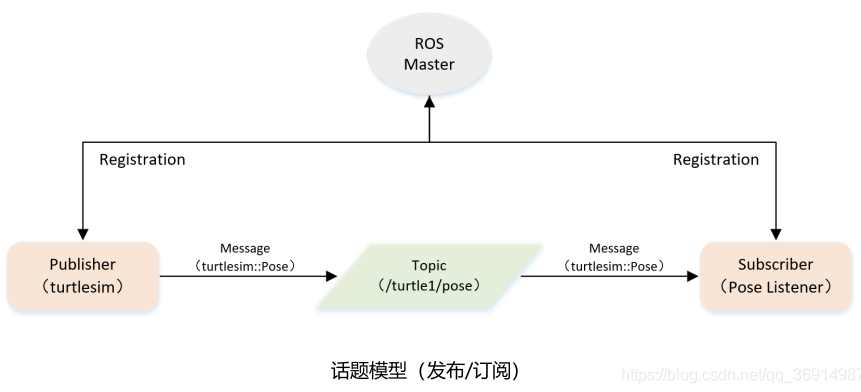 ROS
Master
Registration
Registration
Publisher
（turtlesim）
Message
（turtlesim::Pose）
Topic
（/turtle1/pose）
Message
（turtlesim::Pose）
Subscriber
（Pose Listener）
话题模型（发布/订阅）
https://blog.csdn.net/qq_36914987